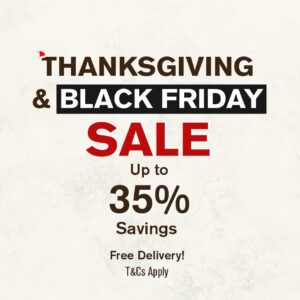 THANKSGIVING
& BLACK FRIDAY
SALE
Up to
35%
Savings
Free Delivery!
T&Cs Apply